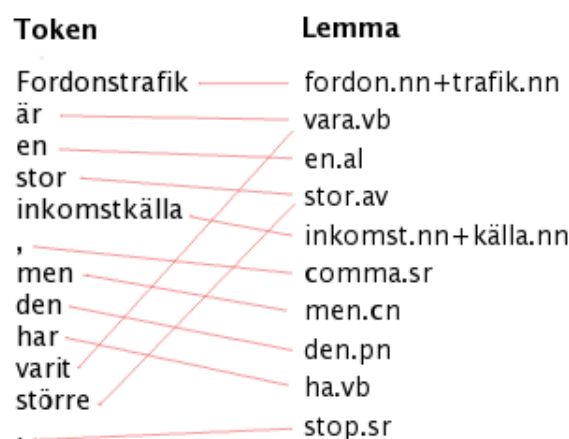 Token
Lemma
Fordonstrafik
är
en
stor
inkomstkälla
,
men
den
har
varit
större
.
fordon.nn+trafik.nn
vara.vb
en.al
stor.av
inkomst.nn+källa.nn
comma.sr
men.cn
den.pn
ha.vb
stop.sr